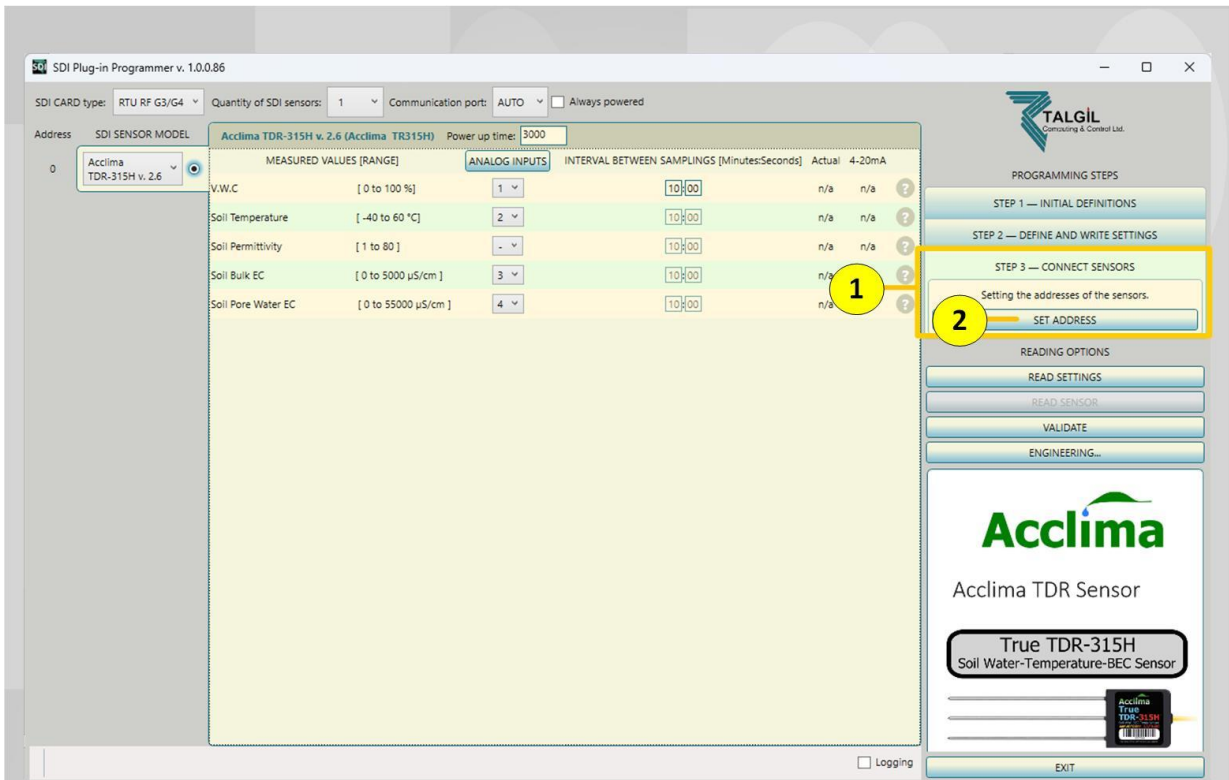 SDI SDI Plug-in Programmer v. 1.0.0.86
SDI CARD type: RTU RF G3/G4 Quantity of SDI sensors: 1 Communication port: AUTO Always powered
TALGIL
Computing & Control Ltd.
Address SDI SENSOR MODEL
0
Acclima
TDR-315H v. 2.6
Acclima TDR-315H v. 2.6 (Acclima TR315H) Power up time: 3000
MEASURED VALUES [RANGE] ANALOG INPUTS INTERVAL BETWEEN SAMPLINGS [Minutes:Seconds] Actual 4-20mA
V.W.C [ 0 to 100 %] 1 10:00 n/a n/a ?
Soil Temperature [ -40 to 60 °C] 2 10:00 n/a n/a ?
Soil Permittivity [ 1 to 80 ] - 10:00 n/a n/a ?
Soil Bulk EC [ 0 to 5000 µS/cm ] 3 10:00 n/a ?
Soil Pore Water EC [ 0 to 55000 µS/cm ] 4 10:00 n/a ?
PROGRAMMING STEPS
STEP 1 — INITIAL DEFINITIONS
STEP 2 — DEFINE AND WRITE SETTINGS
1
STEP 3 — CONNECT SENSORS
Setting the addresses of the sensors.
2
SET ADDRESS
READING OPTIONS
READ SETTINGS
READ SENSOR
VALIDATE
ENGINEERING...
Acclima
Acclima TDR Sensor
True TDR-315H
Soil Water-Temperature-BEC Sensor
Acclima
True
TDR-315H
Logging
EXIT